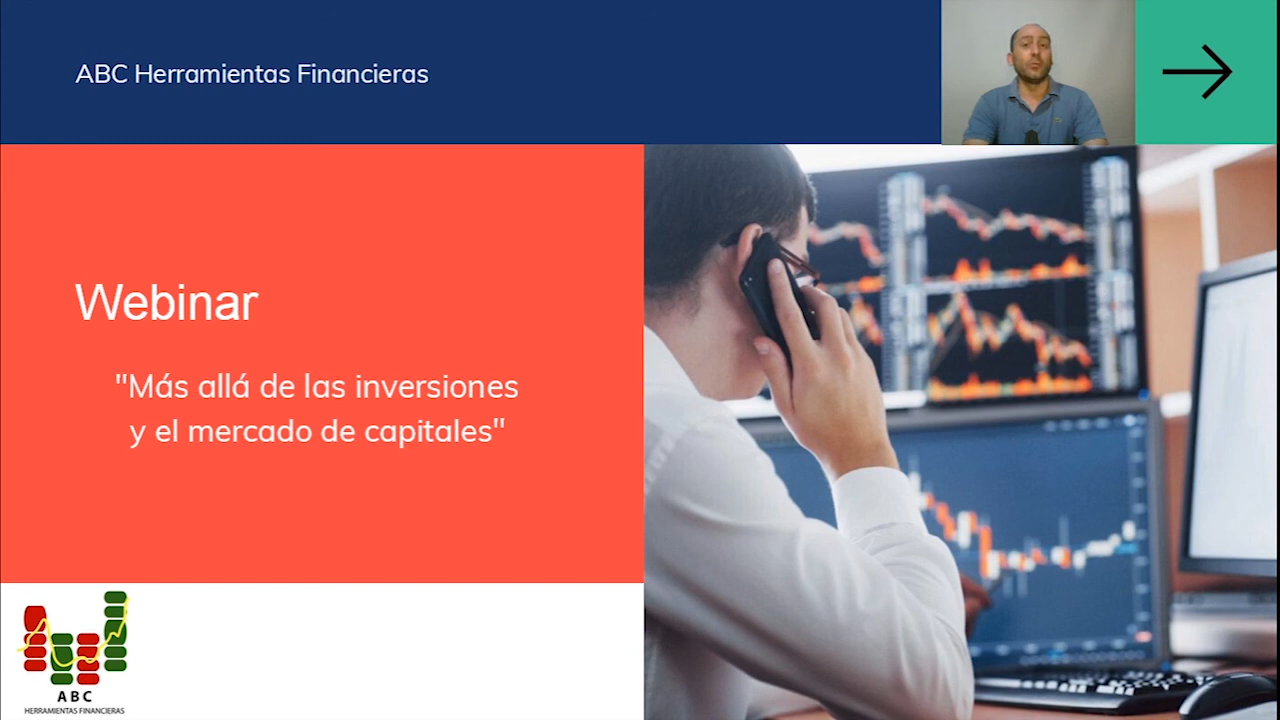 ABC Herramientas Financieras
Webinar
"Más allá de las inversiones
y el mercado de capitales"
ABC
HERRAMIENTAS FINANCIERAS